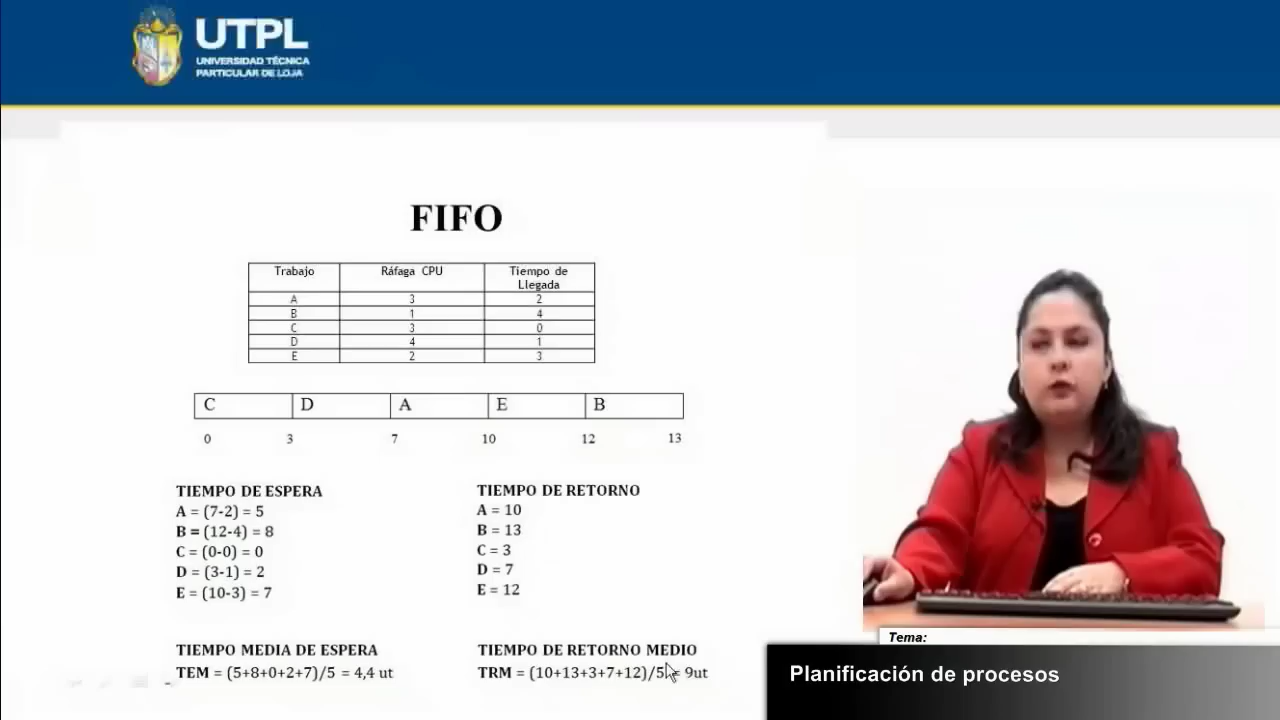 UTPL
UNIVERSIDAD TÉCNICA
PARTICULAR DE LOJA
FIFO
Trabajo Ráfaga CPU Tiempo de Llegada
A 3 2
B 1 4
C 3 0
D 4 1
E 2 3
C D A E B
0 3 7 10 12 13
TIEMPO DE ESPERA
A = (7-2) = 5
B = (12-4) = 8
C = (0-0) = 0
D = (3-1) = 2
E = (10-3) = 7
TIEMPO DE RETORNO
A = 10
B = 13
C = 3
D = 7
E = 12
TIEMPO MEDIA DE ESPERA
TEM = (5+8+0+2+7)/5 = 4,4 ut
TIEMPO DE RETORNO MEDIO
TRM = (10+13+3+7+12)/5 = 9ut
Tema:
Planificación de procesos